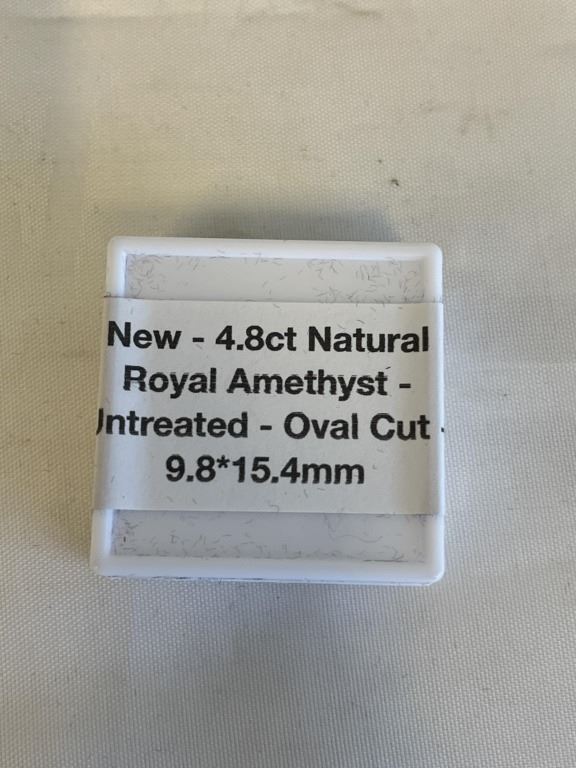 New - 4.8ct Natural
Royal Amethyst -
Untreated - Oval Cut -
9.8*15.4mm